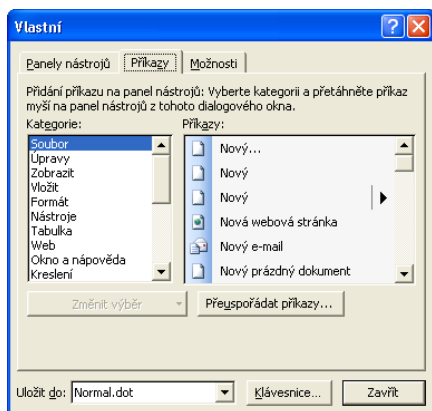 Vlastní
Panely nástrojů Příkazy Možnosti
Přidání příkazu na panel nástrojů: Vyberte kategorii a přetáhněte příkaz
myší na panel nástrojů z tohoto dialogového okna.
Kategorie: Příkazy:
Soubor
Úpravy
Zobrazit
Vložit
Formát
Nástroje
Tabulka
Web
Okno a nápověda
Kreslení
Nový...
Nový
Nový
Nová webová stránka
Nový e-mail
Nový prázdný dokument
Změnit výběr Přeuspořádat příkazy...
Uložit do: Normal.dot Klávesnice... Zavřít